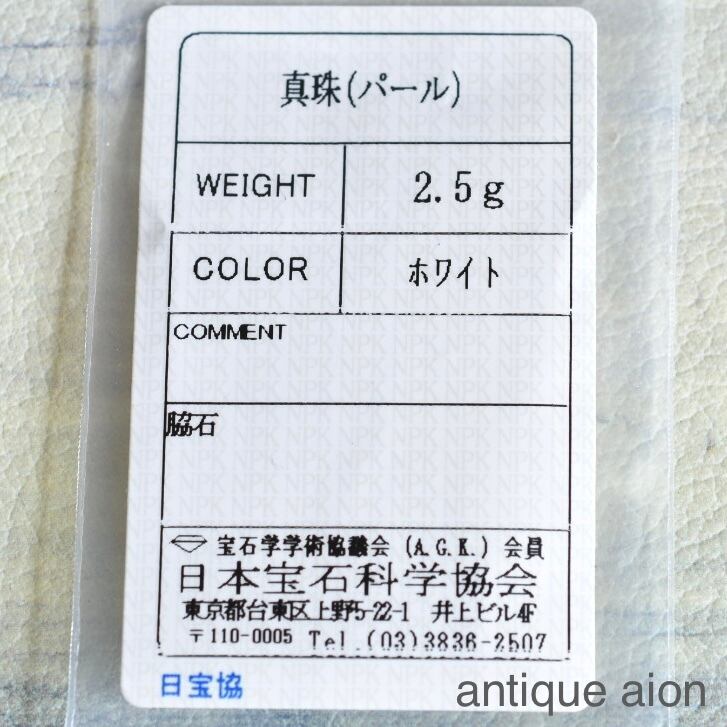 真珠(パール)
WEIGHT 2.5g
COLOR ホワイト
COMMENT
脇石
宝石学学術協議会 (A.G.K.) 会員
日本宝石科学協会
東京都台東区上野5-22-1 井上ビル4F
〒110-0005 Tel.(03)3836-2507
日宝協
antique aion